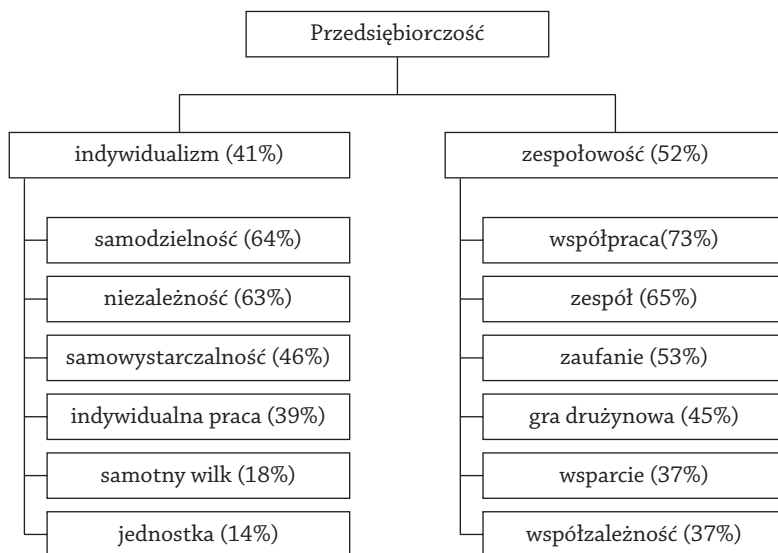 Przedsiębiorczość
indywidualizm (41%)
samodzielność (64%)
niezależność (63%)
samowystarczalność (46%)
indywidualna praca (39%)
samotny wilk (18%)
jednostka (14%)
zespołowość (52%)
współpraca(73%)
zespół (65%)
zaufanie (53%)
gra drużynowa (45%)
wsparcie (37%)
współzależność (37%)